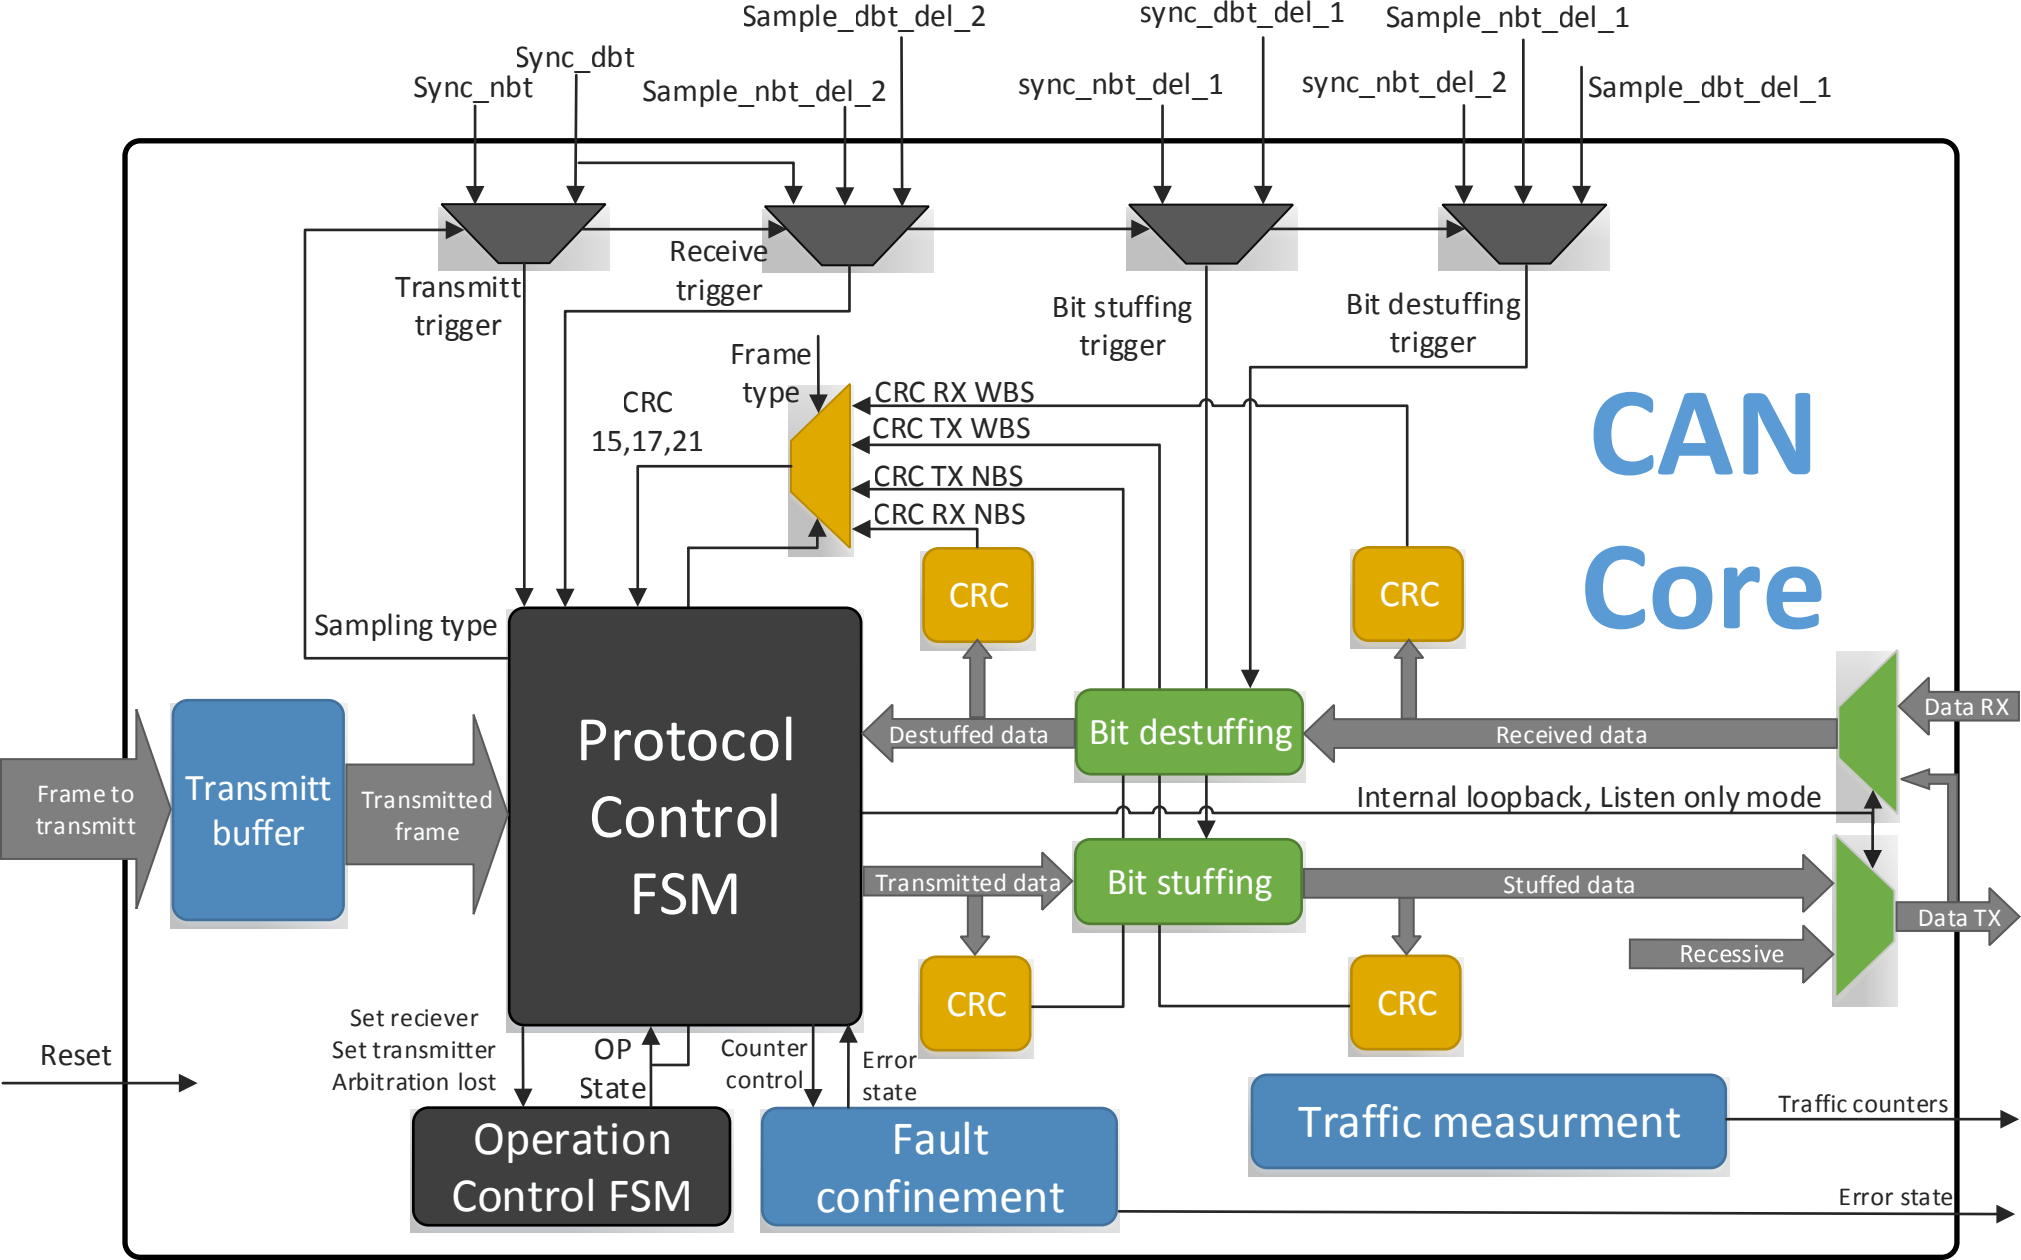 Sample_dbt_del_2
sync_dbt_del_1
Sample_nbt_del_1
Sync_dbt
Sync_nbt
Sample_nbt_del_2
sync_nbt_del_1
sync_nbt_del_2
Sample_dbt_del_1
Transmitt
trigger
Receive
trigger
Bit stuffing
trigger
Bit destuffing
trigger
Frame
type
CRC
15,17,21
CRC RX WBS
CRC TX WBS
CRC TX NBS
CRC RX NBS
CAN
Core
CRC
CRC
Sampling type
Protocol
Control
FSM
Destuffed data
Bit destuffing
Received data
Data RX
Frame to
transmitt
Transmitt
buffer
Transmitted
frame
Internal loopback, Listen only mode
Transmitted data
Bit stuffing
Stuffed data
Data TX
Recessive
CRC
CRC
Set reciever
Set transmitter
Arbitration lost
OP
State
Counter
control
Error
state
Reset
Operation
Control FSM
Fault
confinement
Traffic measurment
Traffic counters
Error state